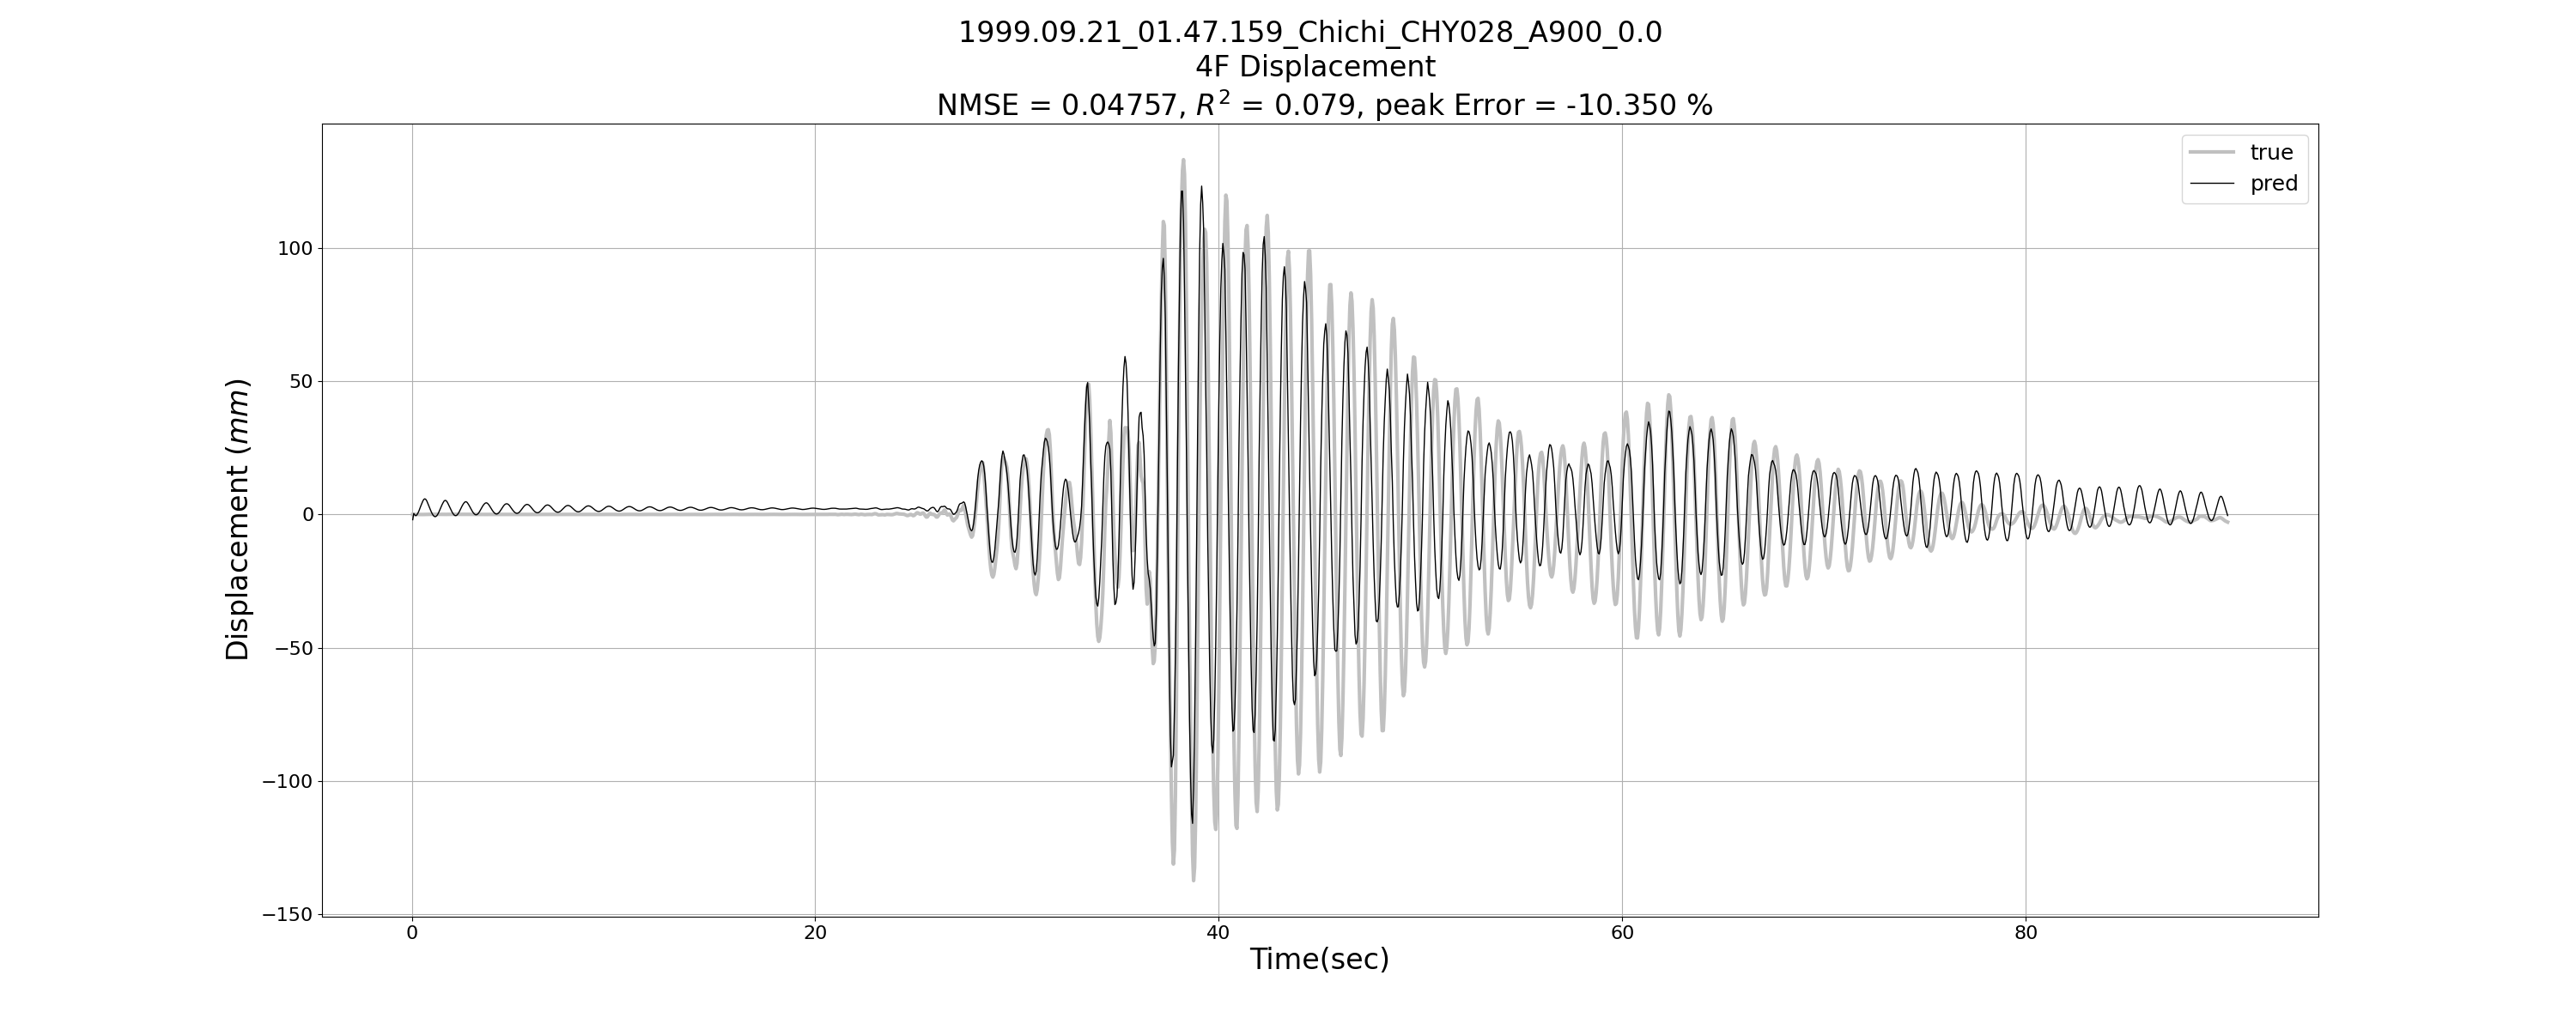 1999.09.21_01.47.159_Chichi_CHY028_A900_0.0
4F Displacement
NMSE = 0.04757, R² = 0.079, peak Error = -10.350 %
true
pred
Displacement (mm)
100
50
0
−50
−100
−150
0
20
40
60
80
Time(sec)